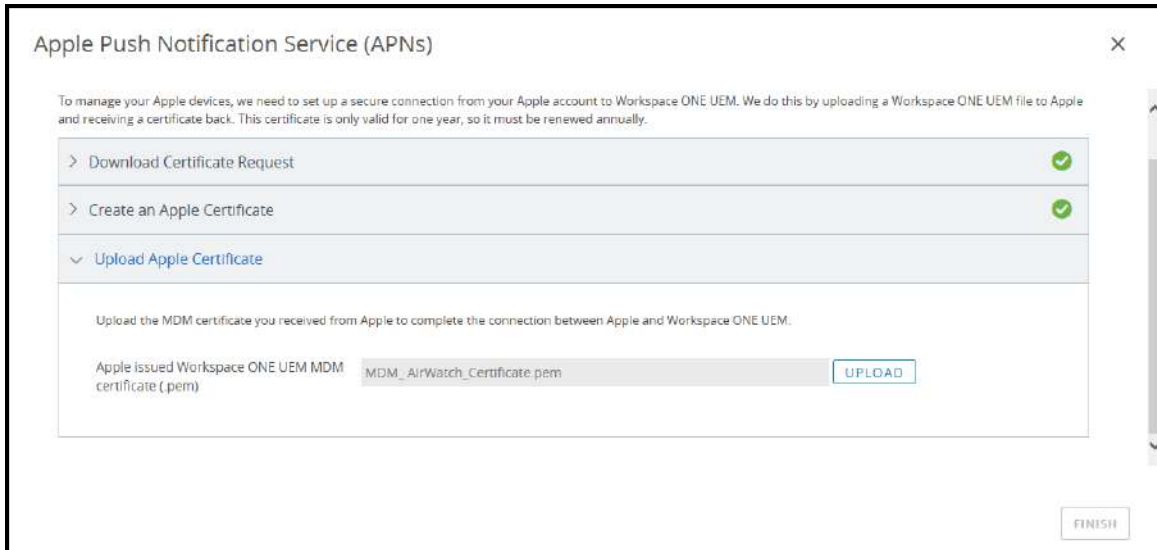 Apple Push Notification Service (APNs)
To manage your Apple devices, we need to set up a secure connection from your Apple account to Workspace ONE UEM. We do this by uploading a Workspace ONE UEM file to Apple
and receiving a certificate back. This certificate is only valid for one year, so it must be renewed annually.
Download Certificate Request
Create an Apple Certificate
Upload Apple Certificate
Upload the MDM certificate you received from Apple to complete the connection between Apple and Workspace ONE UEM.
Apple issued Workspace ONE UEM MDM
certificate (.pem)
MDM_ AirWatch_Certificate.pem
UPLOAD
FINISH